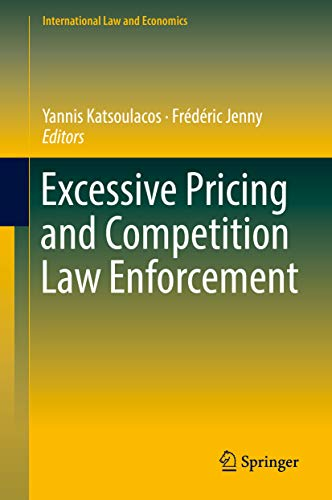 International Law and Economics
Yannis Katsoulacos · Frédéric Jenny
Editors
Excessive Pricing
and Competition
Law Enforcement
Springer